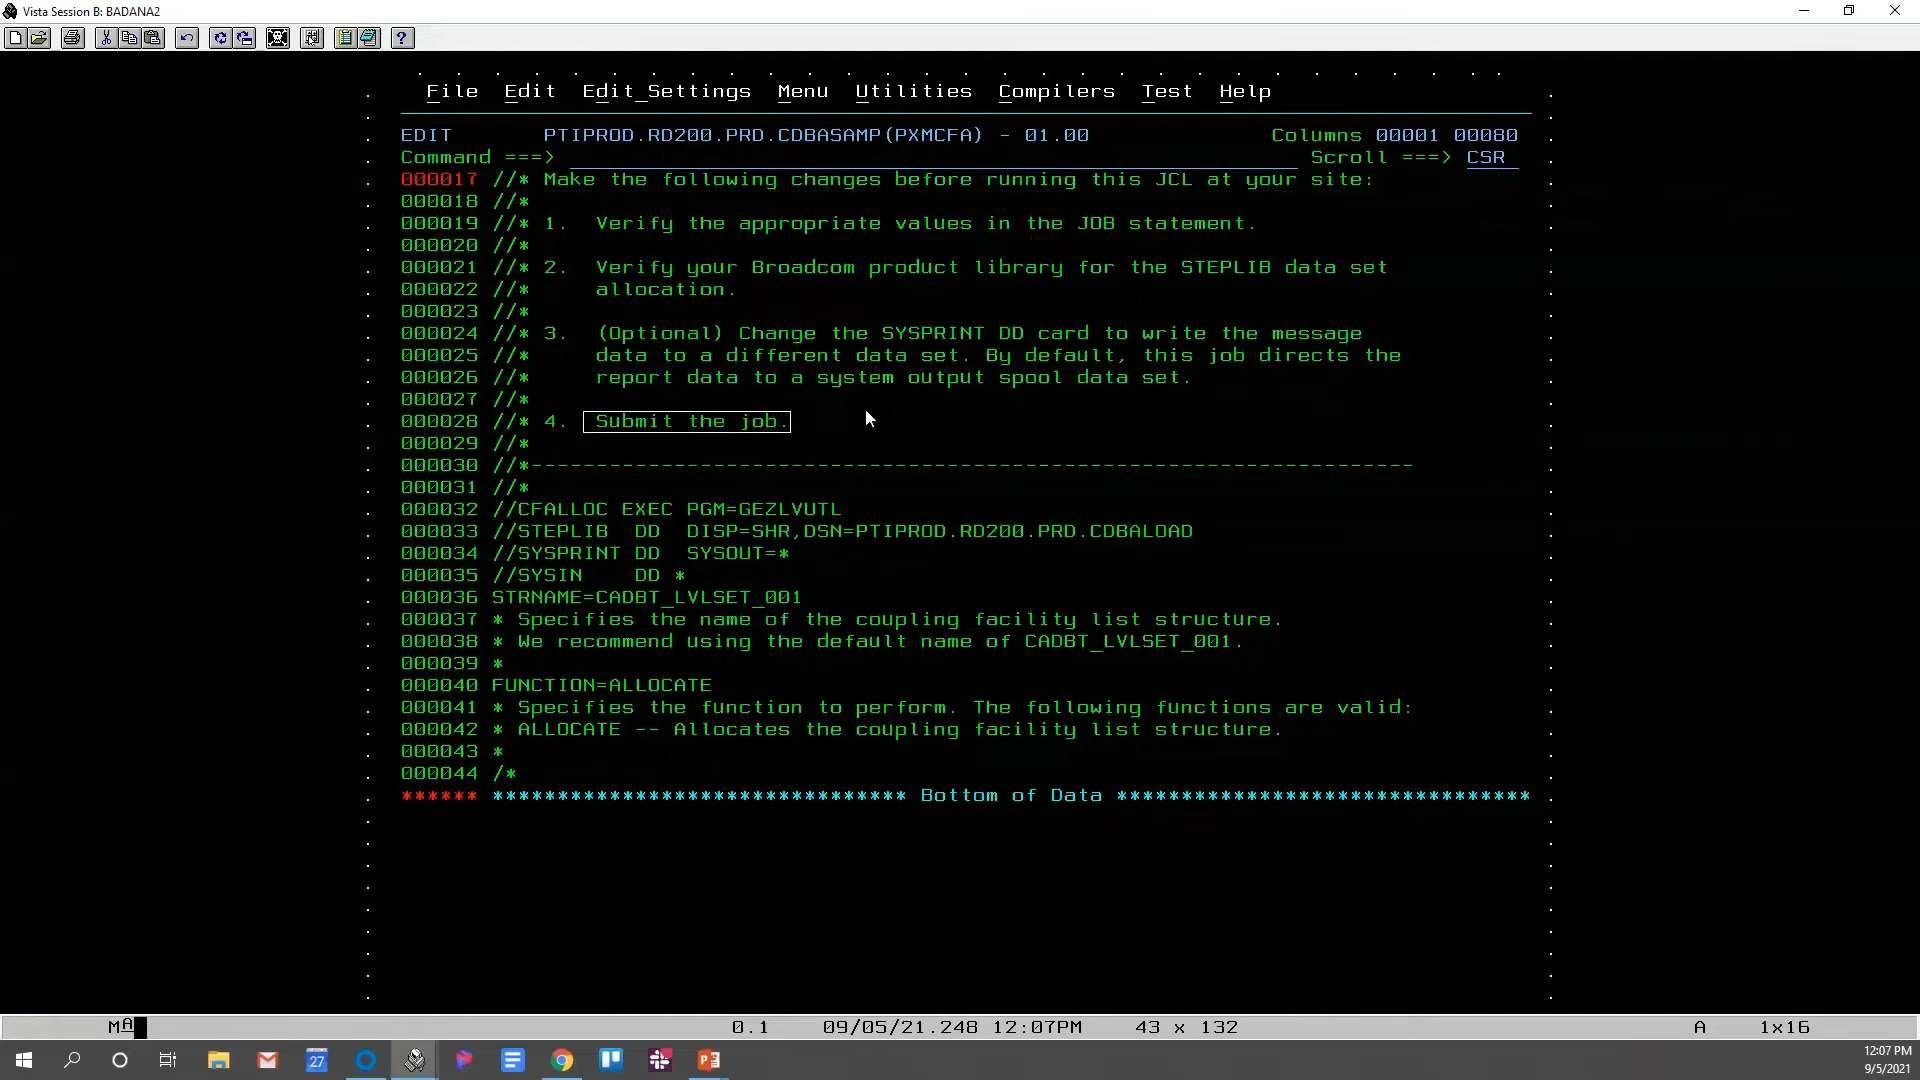 Vista Session B: BADANA2
File Edit Edit_Settings Menu Utilities Compilers Test Help
EDIT PTIPROD.RD200.PRD.CDBASAMP(PXMCFA) - 01.00 Columns 00001 00080
Command ===> Scroll ===> CSR
000017 //* Make the following changes before running this JCL at your site:
000018 //*
000019 //* 1. Verify the appropriate values in the JOB statement.
000020 //*
000021 //* 2. Verify your Broadcom product library for the STEPLIB data set
000022 //* allocation.
000023 //*
000024 //* 3. (Optional) Change the SYSPRINT DD card to write the message
000025 //* data to a different data set. By default, this job directs the
000026 //* report data to a system output spool data set.
000027 //*
000028 //* 4. Submit the job.
000029 //*
000030 //*--------------------------------------------------------------------
000031 //*
000032 //CFALLOC EXEC PGM=GEZLVUTL
000033 //STEPLIB DD DISP=SHR,DSN=PTIPROD.RD200.PRD.CDBALOAD
000034 //SYSPRINT DD SYSOUT=*
000035 //SYSIN DD *
000036 STRNAME=CADBT_LVLSET_001
000037 * Specifies the name of the coupling facility list structure.
000038 * We recommend using the default name of CADBT_LVLSET_001.
000039 *
000040 FUNCTION=ALLOCATE
000041 * Specifies the function to perform. The following functions are valid:
000042 * ALLOCATE -- Allocates the coupling facility list structure.
000043 *
000044 /*
****** ******************************** Bottom of Data ********************************
MA 0.1 09/05/21.248 12:07PM 43 x 132 A 1x16
27
12:07 PM
9/5/2021